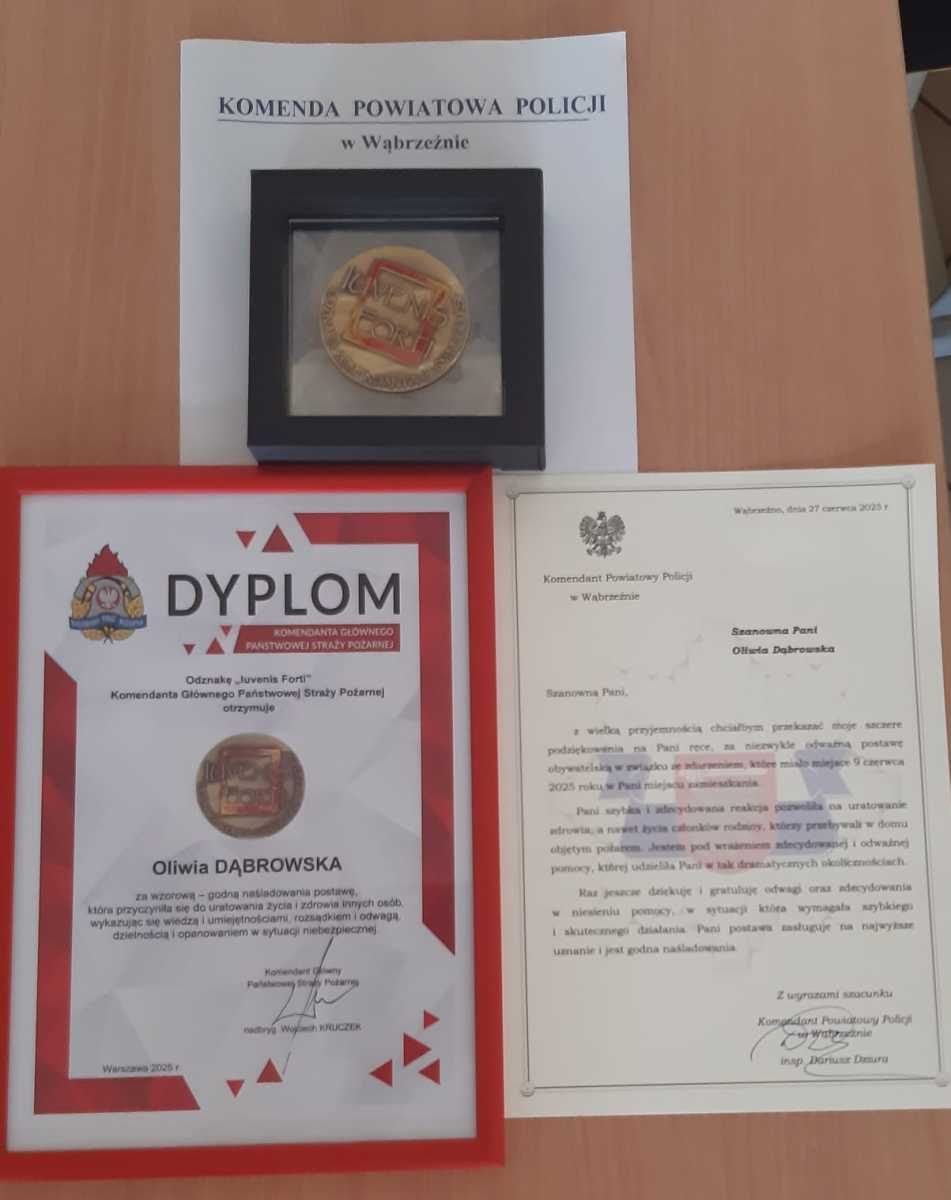 KOMENDA POWIATOWA POLICJI
w Wąbrzeźnie
IUVENIS
FORTI
DYPLOM
KOMENDANTA GŁÓWNEGO
PAŃSTWOWEJ STRAŻY POŻARNEJ
Odznakę „Iuvenis Forti”
Komendanta Głównego Państwowej Straży Pożarnej
otrzymuje
IUVENIS
FORTI
Oliwia DĄBROWSKA
za wzorową – godną naśladowania postawę,
która przyczyniła się do uratowania życia i zdrowia innych osób,
wykazując się wiedzą i umiejętnościami, rozsądkiem i odwagą,
dzielnością i opanowaniem w sytuacji niebezpiecznej.
Komendant Główny
Państwowej Straży Pożarnej
nadbryg. Wojciech KRUCZEK
Warszawa 2025 r.
Wąbrzeźno, dnia 27 czerwca 2025 r.
Komendant Powiatowy Policji
w Wąbrzeźnie
Szanowna Pani
Oliwia Dąbrowska
Szanowna Pani,
z wielką przyjemnością chciałbym przekazać moje szczere
podziękowania na Pani ręce, za niezwykle odważną postawę
obywatelską w związku ze zdarzeniem, które miało miejsce 9 czerwca
2025 roku w Pani miejscu zamieszkania.
Pani szybka i zdecydowana reakcja pozwoliła na uratowanie
zdrowia, a nawet życia członków rodziny, którzy przebywali w domu
objętym pożarem. Jestem pod wrażeniem zdecydowanej i odważnej
pomocy, której udzieliła Pani w tak dramatycznych okolicznościach.
Raz jeszcze dziękuję i gratuluję odwagi oraz zdecydowania
w niesieniu pomocy, w sytuacji która wymagała szybkiego
i skutecznego działania. Pani postawa zasługuje na najwyższe
uznanie i jest godna naśladowania.
Z wyrazami szacunku
Komendant Powiatowy Policji
w Wąbrzeźnie
insp. Dariusz Dziura